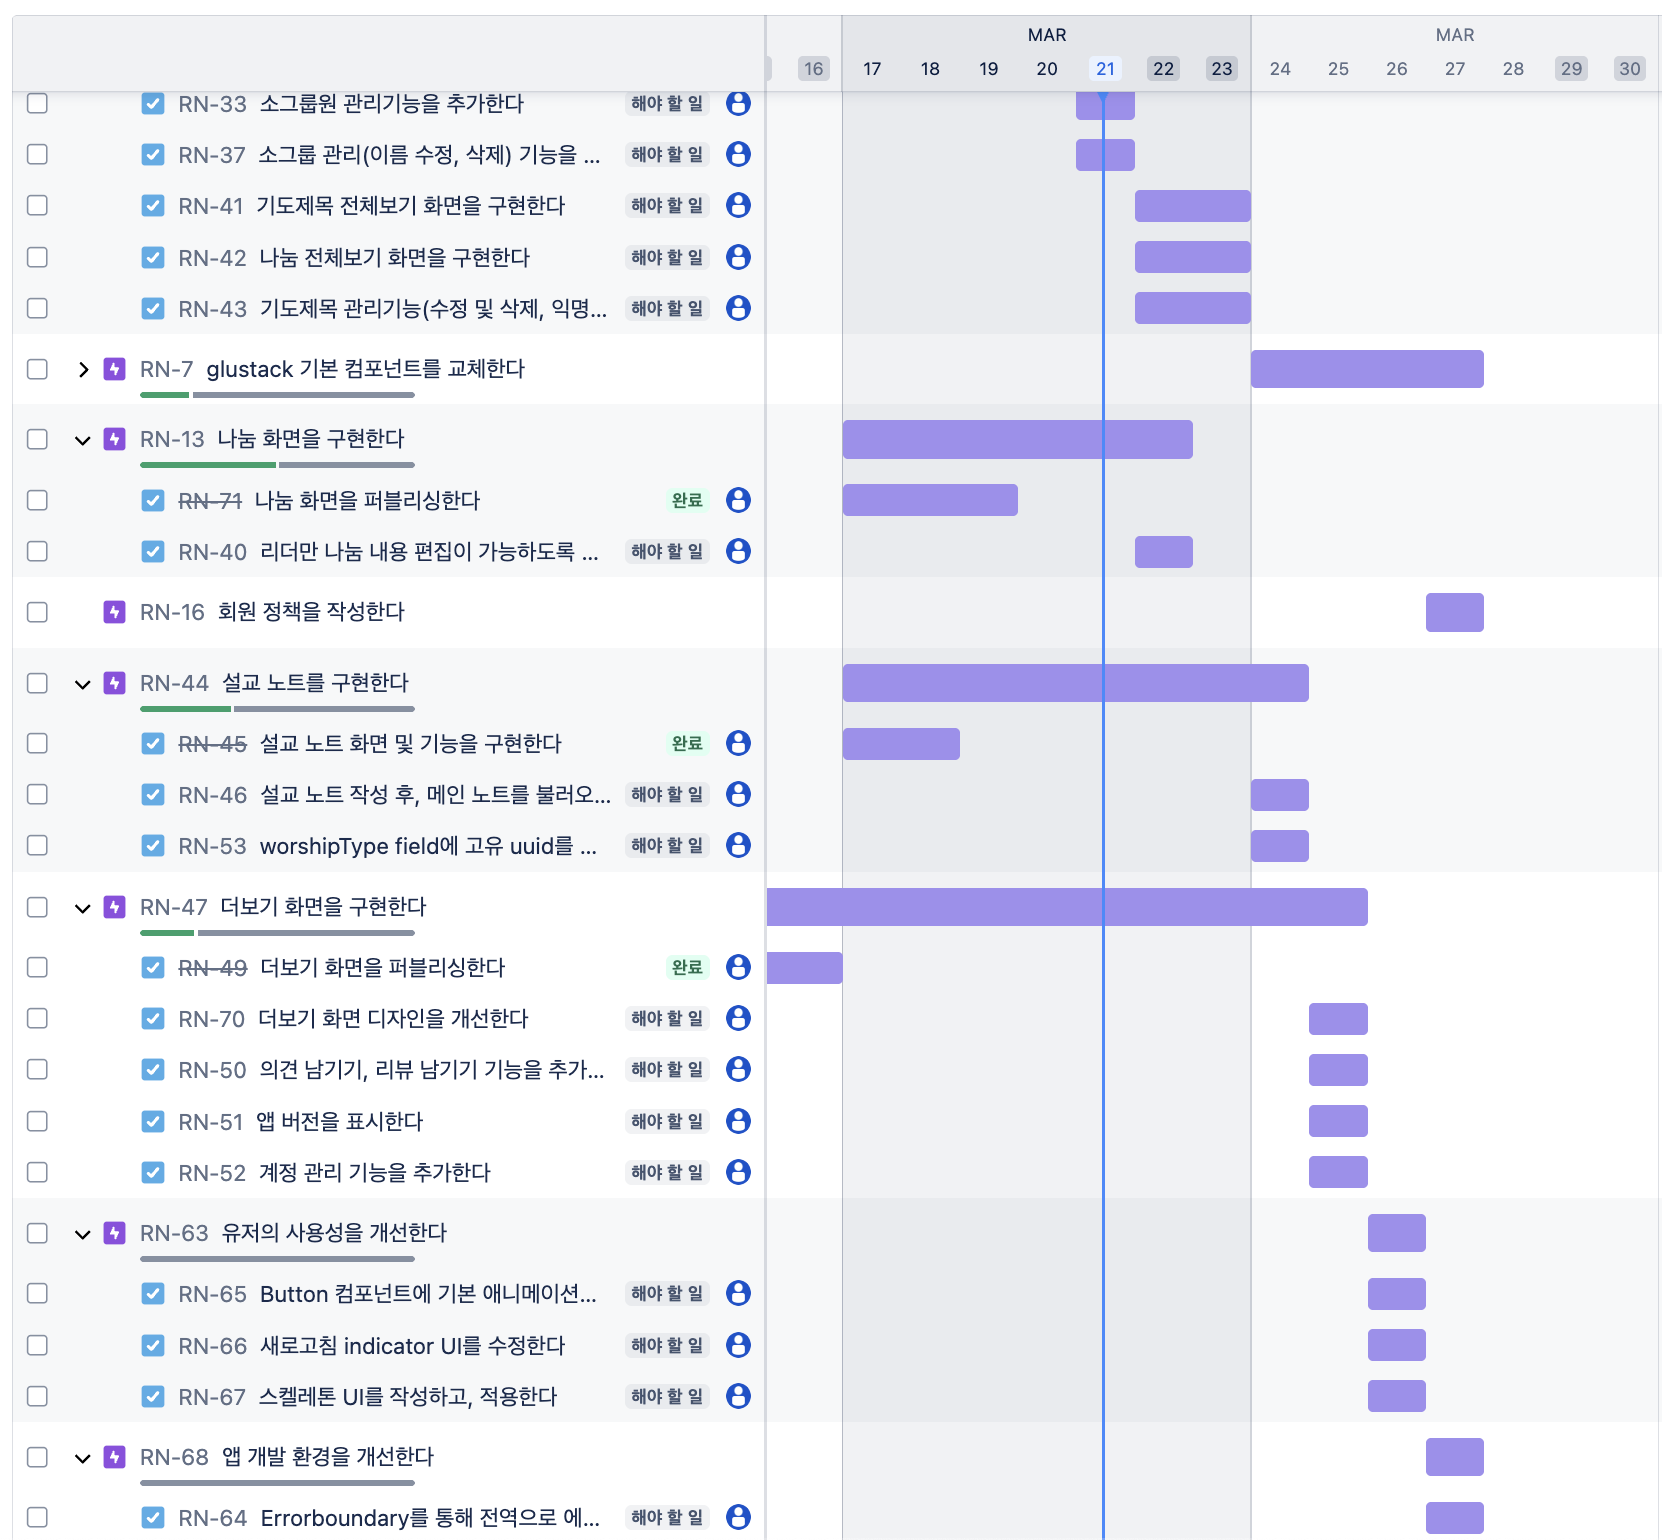 MAR MAR
16 17 18 19 20 21 22 23 24 25 26 27 28 29 30
RN-33 소그룹원 관리기능을 추가한다 해야 할 일
RN-37 소그룹 관리(이름 수정, 삭제) 기능을 ... 해야 할 일
RN-41 기도제목 전체보기 화면을 구현한다 해야 할 일
RN-42 나눔 전체보기 화면을 구현한다 해야 할 일
RN-43 기도제목 관리기능(수정 및 삭제, 익명... 해야 할 일
RN-7 glustack 기본 컴포넌트를 교체한다
RN-13 나눔 화면을 구현한다
RN-71 나눔 화면을 퍼블리싱한다 완료
RN-40 리더만 나눔 내용 편집이 가능하도록 ... 해야 할 일
RN-16 회원 정책을 작성한다
RN-44 설교 노트를 구현한다
RN-45 설교 노트 화면 및 기능을 구현한다 완료
RN-46 설교 노트 작성 후, 메인 노트를 불러오... 해야 할 일
RN-53 worshipType field에 고유 uuid를 ... 해야 할 일
RN-47 더보기 화면을 구현한다
RN-49 더보기 화면을 퍼블리싱한다 완료
RN-70 더보기 화면 디자인을 개선한다 해야 할 일
RN-50 의견 남기기, 리뷰 남기기 기능을 추가... 해야 할 일
RN-51 앱 버전을 표시한다 해야 할 일
RN-52 계정 관리 기능을 추가한다 해야 할 일
RN-63 유저의 사용성을 개선한다
RN-65 Button 컴포넌트에 기본 애니메이션... 해야 할 일
RN-66 새로고침 indicator UI를 수정한다 해야 할 일
RN-67 스켈레톤 UI를 작성하고, 적용한다 해야 할 일
RN-68 앱 개발 환경을 개선한다
RN-64 Errorboundary를 통해 전역으로 에... 해야 할 일